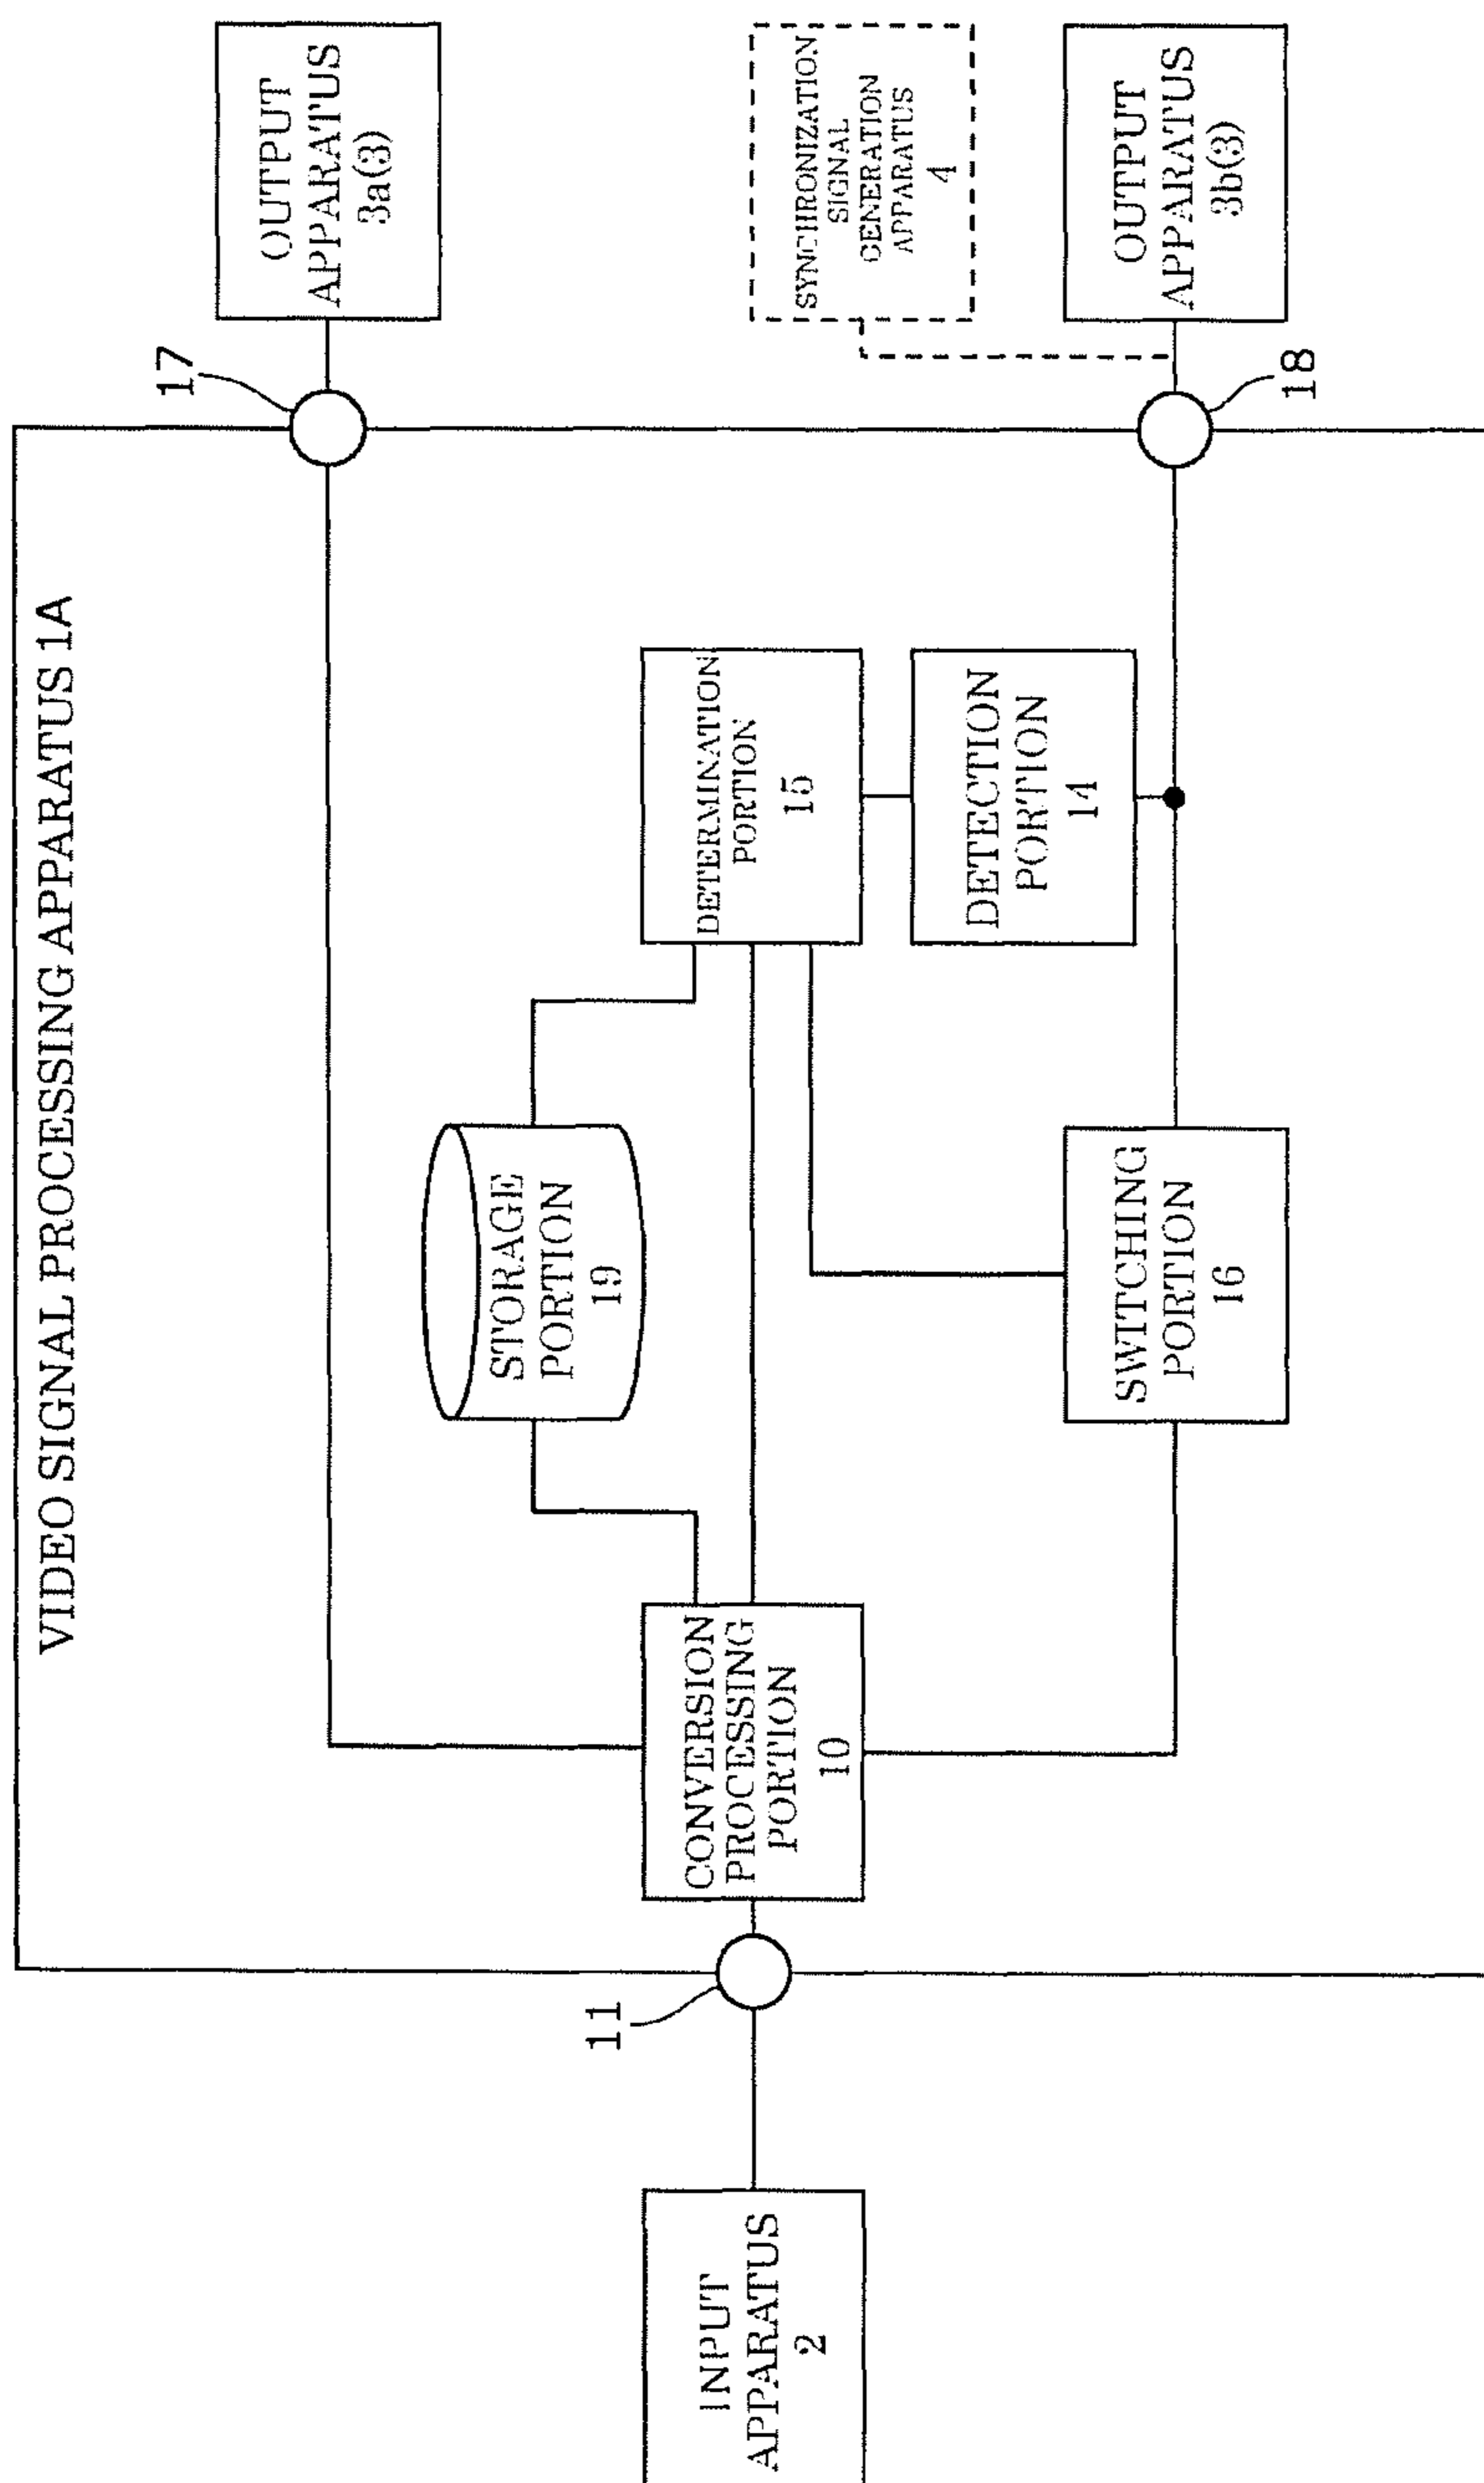 VIDEO SIGNAL PROCESSING APPARATUS 1A
INPUT
APPARATUS
2
11
CONVERSION
PROCESSING
PORTION
10
STORAGE
PORTION
19
SWITCHING
PORTION
16
DETERMINATION
PORTION
15
DETECTION
PORTION
14
17
18
OUTPUT
APPARATUS
3a(3)
SYNCHRONIZATION
SIGNAL
GENERATION
APPARATUS
4
OUTPUT
APPARATUS
3b(3)